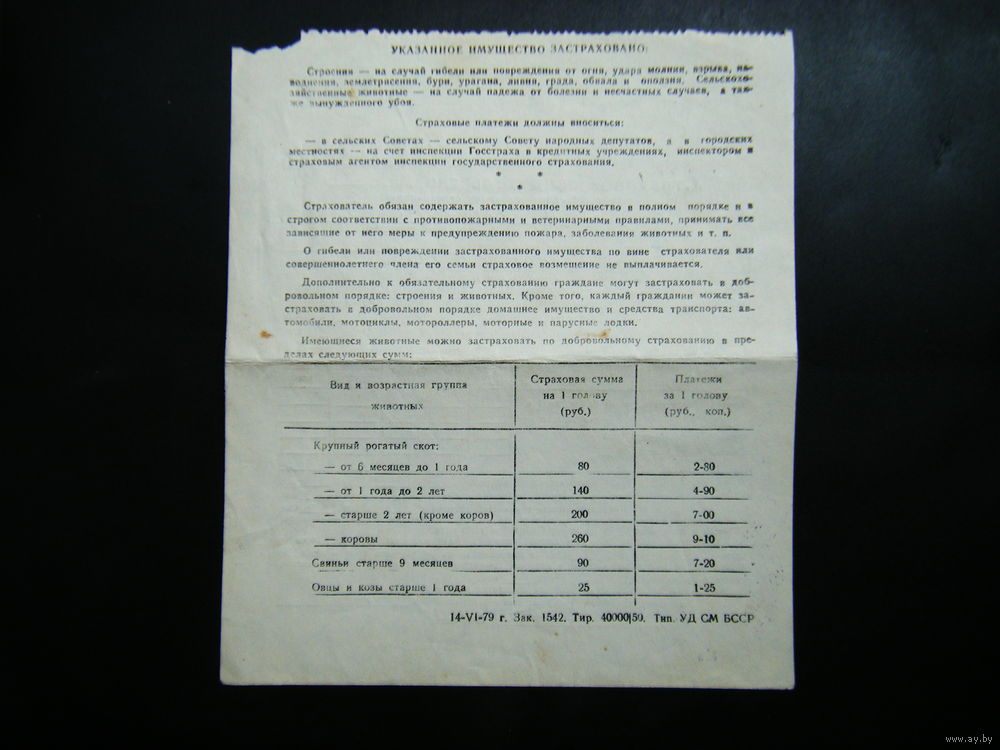 УКАЗАННОЕ ИМУЩЕСТВО ЗАСТРАХОВАНО:
Строения — на случай гибели или повреждения от огня, удара молнии, взрыва, на-
воднения, землетрясения, бури, урагана, ливня, града, обвала и оползня. Сельскохо-
зяйственные животные — на случай падежа от болезни и несчастных случаев, а так-
же вынужденного убоя.
Страховые платежи должны вноситься:
— в сельских Советах — сельскому Совету народных депутатов, а в городских
местностях — на счет инспекции Госстраха в кредитных учреждениях, инспектором и
страховым агентом инспекции государственного страхования.
* *
*
Страхователь обязан содержать застрахованное имущество в полном порядке и в
строгом соответствии с противопожарными и ветеринарными правилами, принимать все
зависящие от него меры к предупреждению пожара, заболевания животных и т. п.
О гибели или повреждении застрахованного имущества по вине страхователя или
совершеннолетнего члена его семьи страховое возмещение не выплачивается.
Дополнительно к обязательному страхованию граждане могут застраховать в доб-
ровольном порядке: строения и животных. Кроме того, каждый гражданин может за-
страховать в добровольном порядке домашнее имущество и средства транспорта: ав-
томобили, мотоциклы, мотороллеры, моторные и парусные лодки.
Имеющиеся животные можно застраховать по добровольному страхованию в пре-
делах следующих сумм:
Вид и возрастная группа животных Страховая сумма на 1 голову (руб.) Платежи за 1 голову (руб., коп.)
Крупный рогатый скот:
— от 6 месяцев до 1 года 80 2-80
— от 1 года до 2 лет 140 4-90
— старше 2 лет (кроме коров) 200 7-00
— коровы 260 9-10
Свиньи старше 9 месяцев 90 7-20
Овцы и козы старше 1 года 25 1-25
14-VI-79 г. Зак. 1542. Тир. 40000|50. Тип. УД СМ БССР
www.ay.by